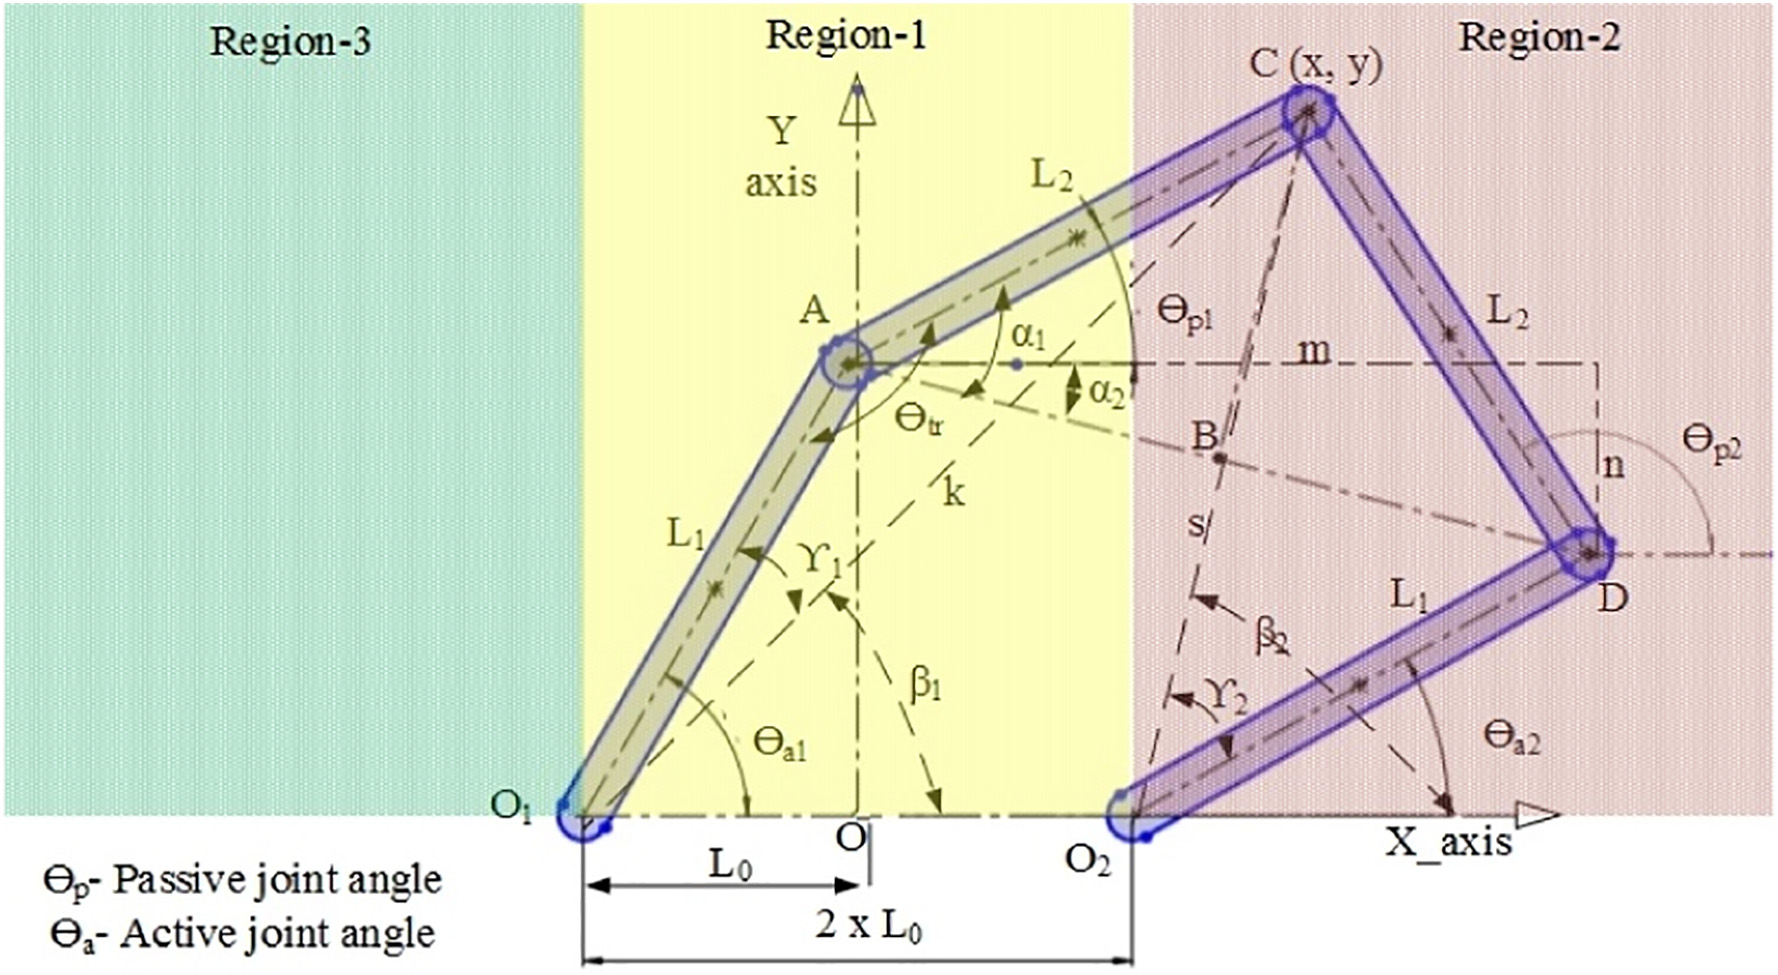 Region-3
Region-1
Region-2
C (x, y)
Y
axis
L₂
A
α₁
ϴp1
L₂
m
α₂
ϴtr
B
ϴp2
n
k
L₁
s
ϒ₁
L₁
D
β₂
β₁
ϒ₂
ϴa1
ϴa2
O₁
O
X_axis
O₂
L₀
ϴp- Passive joint angle
2 x L₀
ϴa- Active joint angle